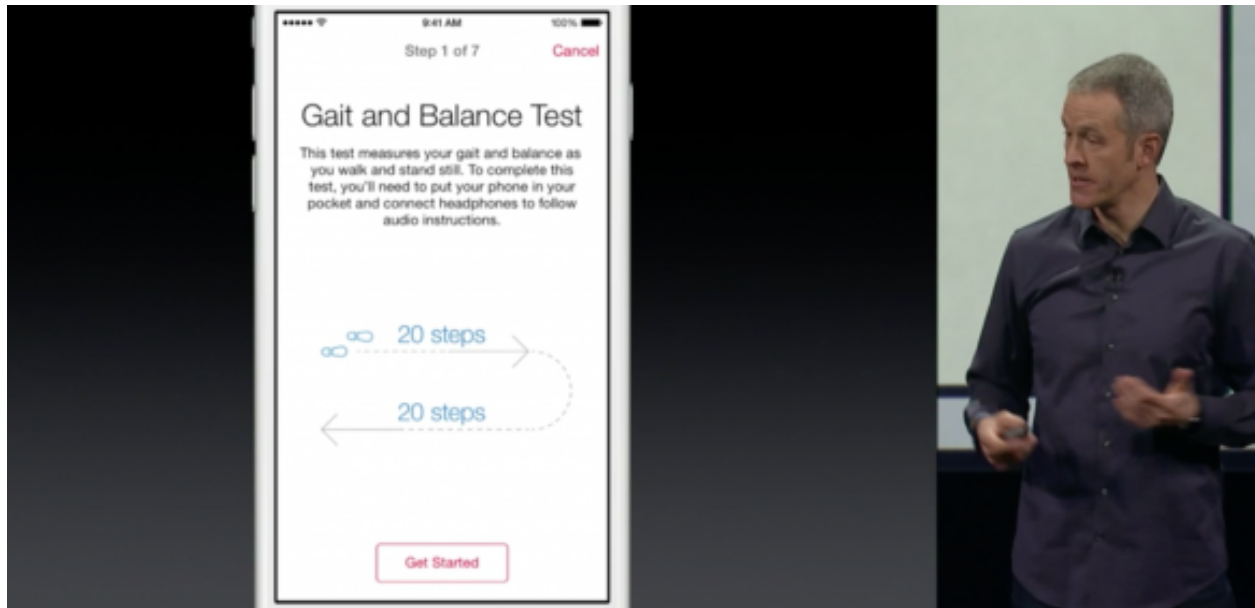 9:41 AM 100%
Step 1 of 7 Cancel
Gait and Balance Test
This test measures your gait and balance as
you walk and stand still. To complete this
test, you'll need to put your phone in your
pocket and connect headphones to follow
audio instructions.
20 steps
20 steps
Get Started